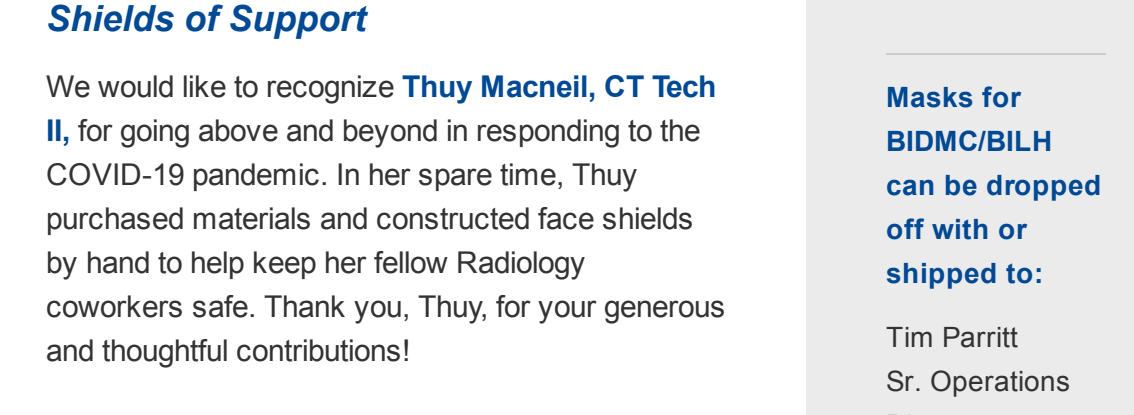 Shields of Support
We would like to recognize Thuy Macneil, CT Tech
II, for going above and beyond in responding to the
COVID-19 pandemic. In her spare time, Thuy
purchased materials and constructed face shields
by hand to help keep her fellow Radiology
coworkers safe. Thank you, Thuy, for your generous
and thoughtful contributions!
Masks for
BIDMC/BILH
can be dropped
off with or
shipped to:
Tim Parritt
Sr. Operations